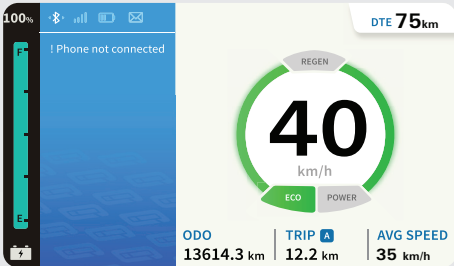 100%
F
E
! Phone not connected
DTE 75km
REGEN
40
km/h
ECO POWER
ODO
13614.3 km
TRIP A
12.2 km
AVG SPEED
35 km/h